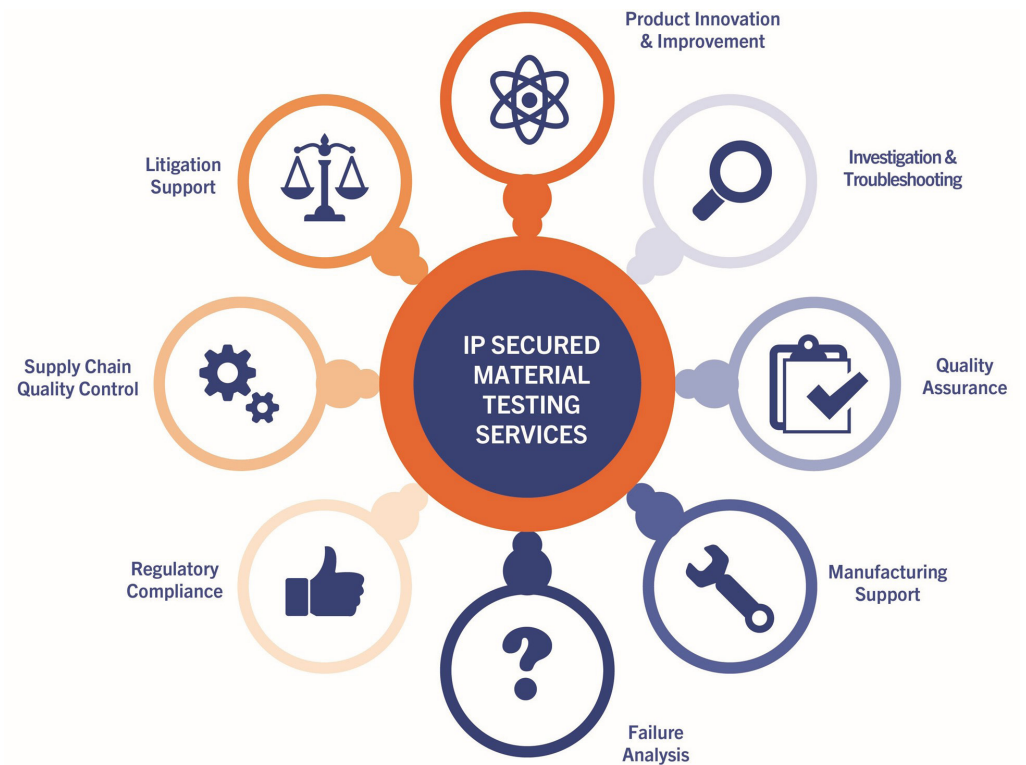 Product Innovation
& Improvement
Litigation
Support
Investigation &
Troubleshooting
IP SECURED
MATERIAL
TESTING
SERVICES
Supply Chain
Quality Control
Quality
Assurance
Regulatory
Compliance
Manufacturing
Support
Failure
Analysis